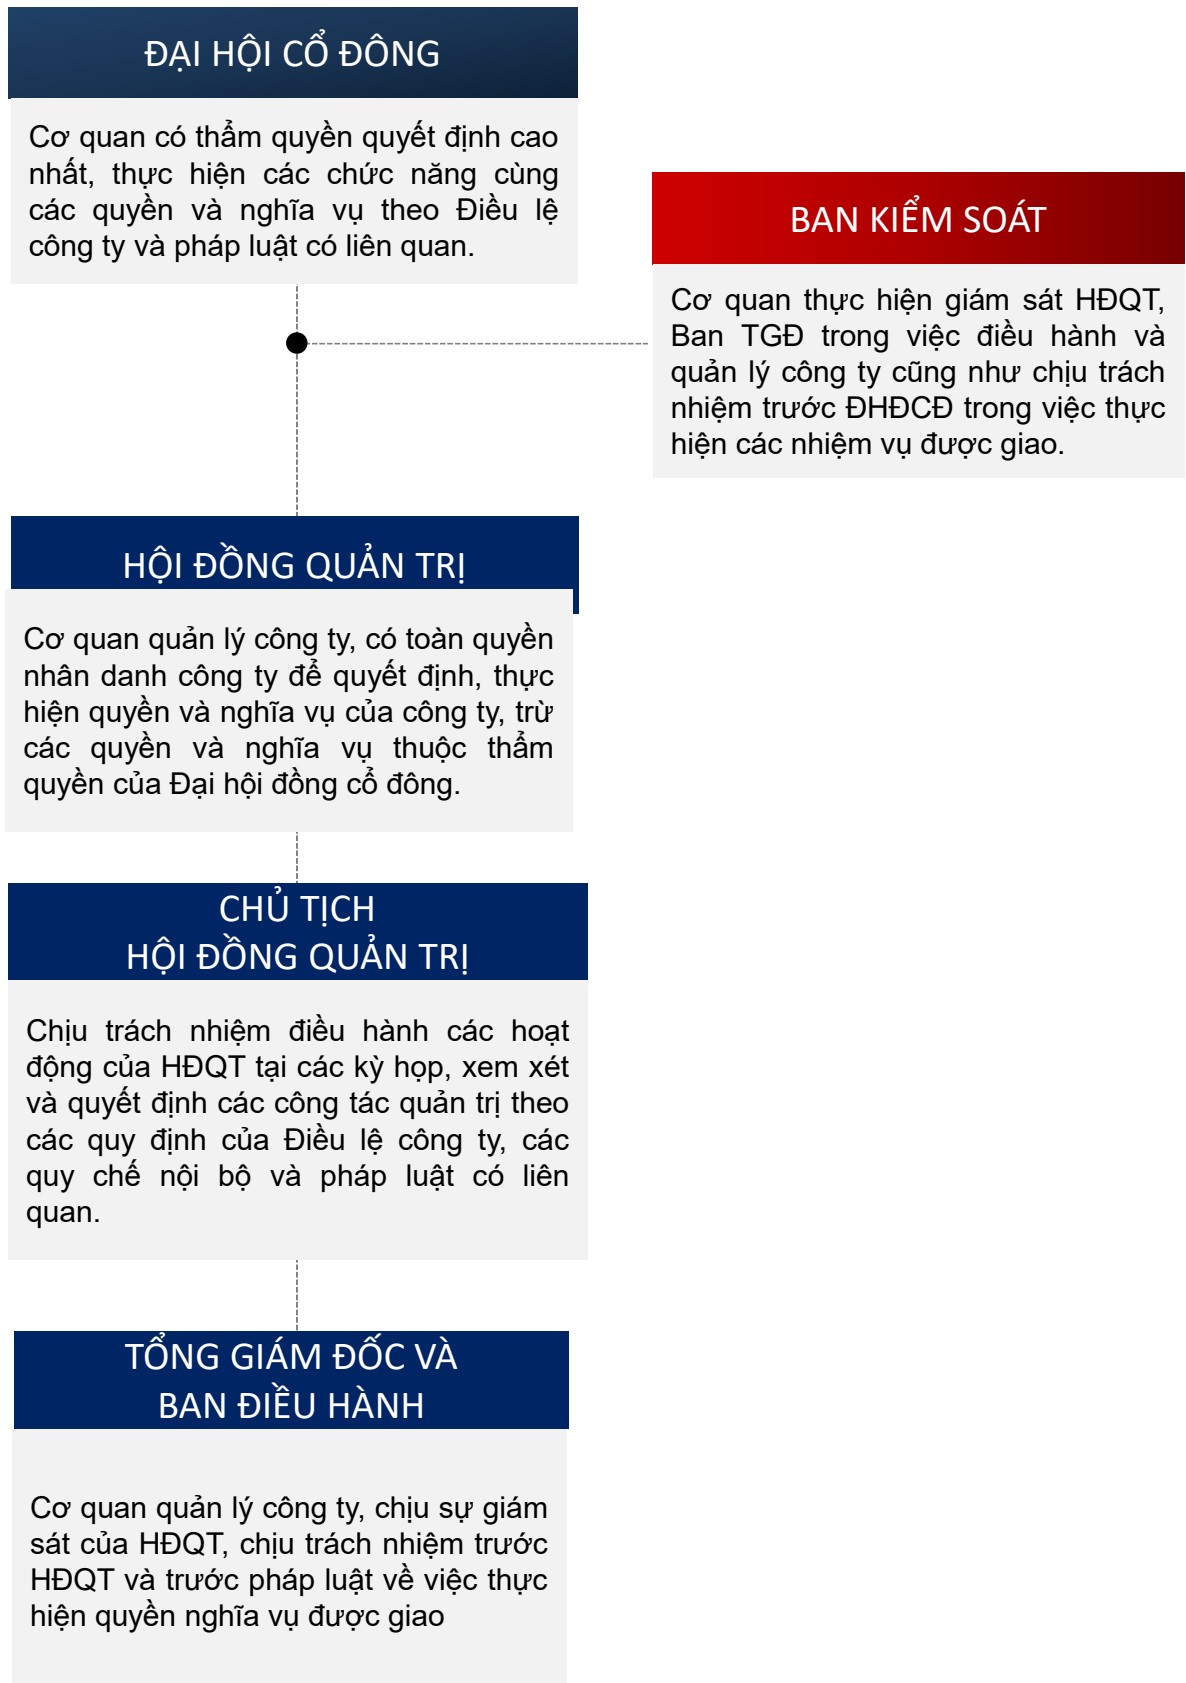 ĐẠI HỘI CỔ ĐÔNG
Cơ quan có thẩm quyền quyết định cao
nhất, thực hiện các chức năng cùng
các quyền và nghĩa vụ theo Điều lệ
công ty và pháp luật có liên quan.
BAN KIỂM SOÁT
Cơ quan thực hiện giám sát HĐQT,
Ban TGĐ trong việc điều hành và
quản lý công ty cũng như chịu trách
nhiệm trước ĐHĐCĐ trong việc thực
hiện các nhiệm vụ được giao.
HỘI ĐỒNG QUẢN TRỊ
Cơ quan quản lý công ty, có toàn quyền
nhân danh công ty để quyết định, thực
hiện quyền và nghĩa vụ của công ty, trừ
các quyền và nghĩa vụ thuộc thẩm
quyền của Đại hội đồng cổ đông.
CHỦ TỊCH
HỘI ĐỒNG QUẢN TRỊ
Chịu trách nhiệm điều hành các hoạt
động của HĐQT tại các kỳ họp, xem xét
và quyết định các công tác quản trị theo
các quy định của Điều lệ công ty, các
quy chế nội bộ và pháp luật có liên
quan.
TỔNG GIÁM ĐỐC VÀ
BAN ĐIỀU HÀNH
Cơ quan quản lý công ty, chịu sự giám
sát của HĐQT, chịu trách nhiệm trước
HĐQT và trước pháp luật về việc thực
hiện quyền nghĩa vụ được giao